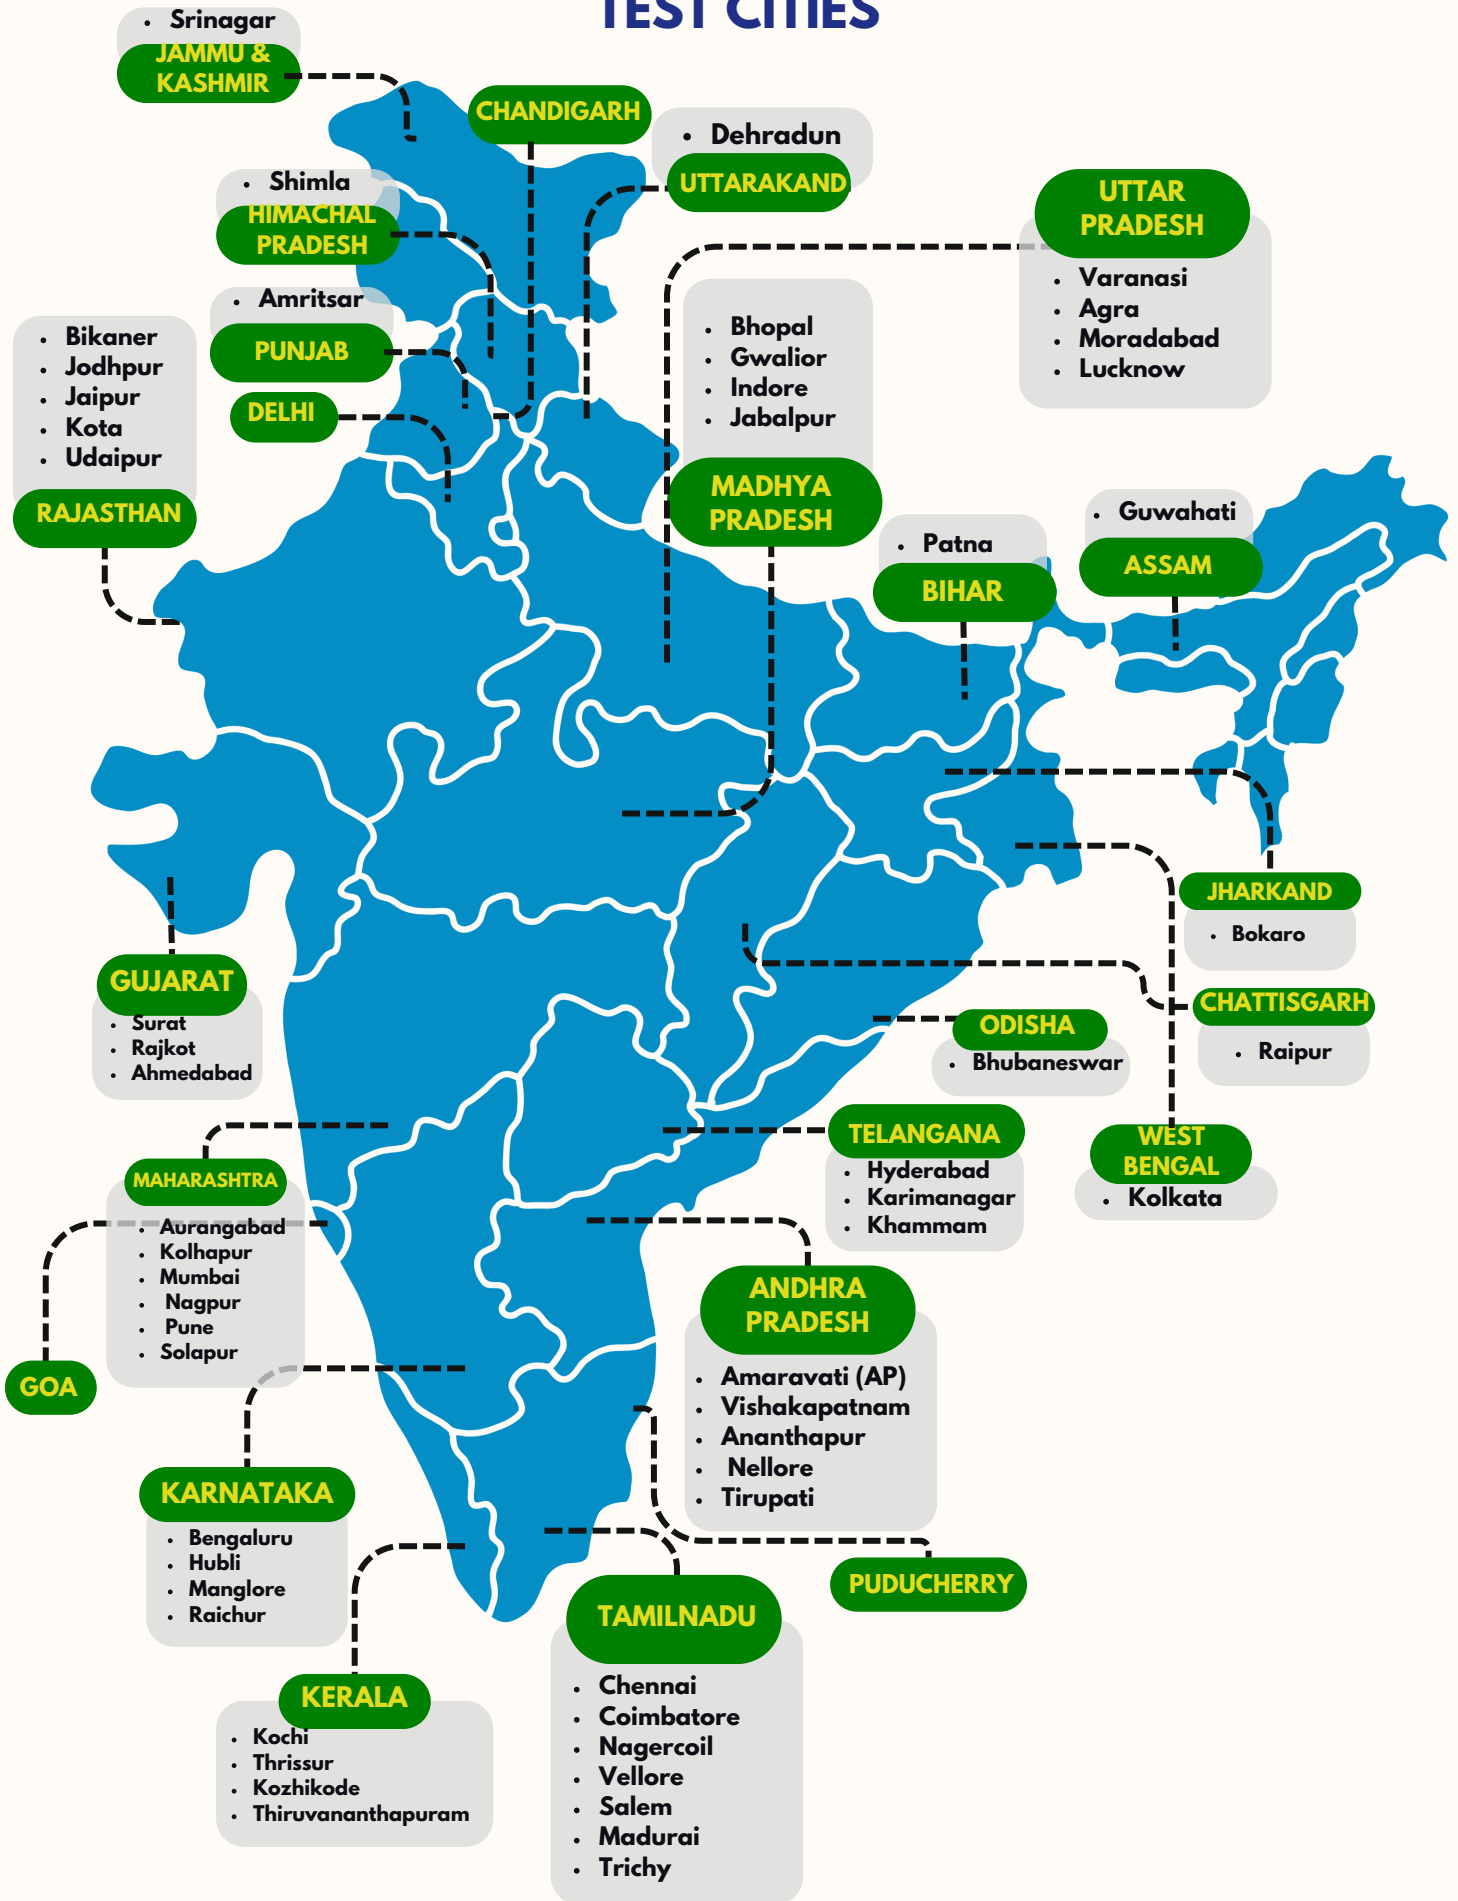 TEST CITIES
• Srinagar
JAMMU &
KASHMIR
CHANDIGARH
• Dehradun
UTTARAKAND
• Shimla
HIMACHAL
PRADESH
UTTAR
PRADESH
• Varanasi
• Agra
• Moradabad
• Lucknow
• Amritsar
PUNJAB
DELHI
• Bikaner
• Jodhpur
• Jaipur
• Kota
• Udaipur
RAJASTHAN
• Bhopal
• Gwalior
• Indore
• Jabalpur
MADHYA
PRADESH
• Patna
BIHAR
• Guwahati
ASSAM
JHARKAND
• Bokaro
CHATTISGARH
• Raipur
GUJARAT
• Surat
• Rajkot
• Ahmedabad
ODISHA
• Bhubaneswar
TELANGANA
• Hyderabad
• Karimanagar
• Khammam
WEST
BENGAL
• Kolkata
MAHARASHTRA
• Aurangabad
• Kolhapur
• Mumbai
• Nagpur
• Pune
• Solapur
GOA
ANDHRA
PRADESH
• Amaravati (AP)
• Vishakapatnam
• Ananthapur
• Nellore
• Tirupati
KARNATAKA
• Bengaluru
• Hubli
• Manglore
• Raichur
PUDUCHERRY
TAMILNADU
• Chennai
• Coimbatore
• Nagercoil
• Vellore
• Salem
• Madurai
• Trichy
KERALA
• Kochi
• Thrissur
• Kozhikode
• Thiruvananthapuram